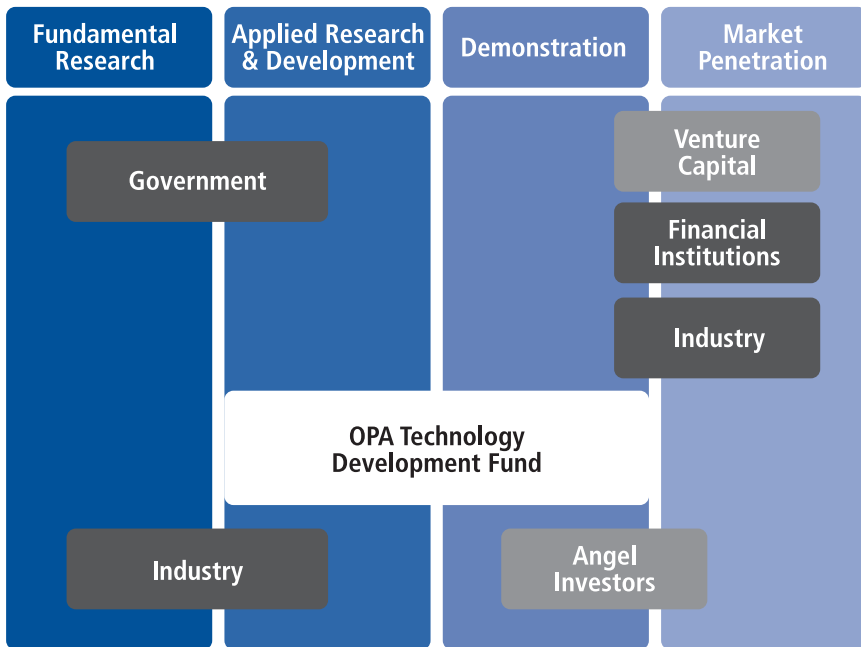 Fundamental
Research
Applied Research
& Development
Demonstration
Market
Penetration
Government
Venture
Capital
Financial
Institutions
Industry
OPA Technology
Development Fund
Industry
Angel
Investors